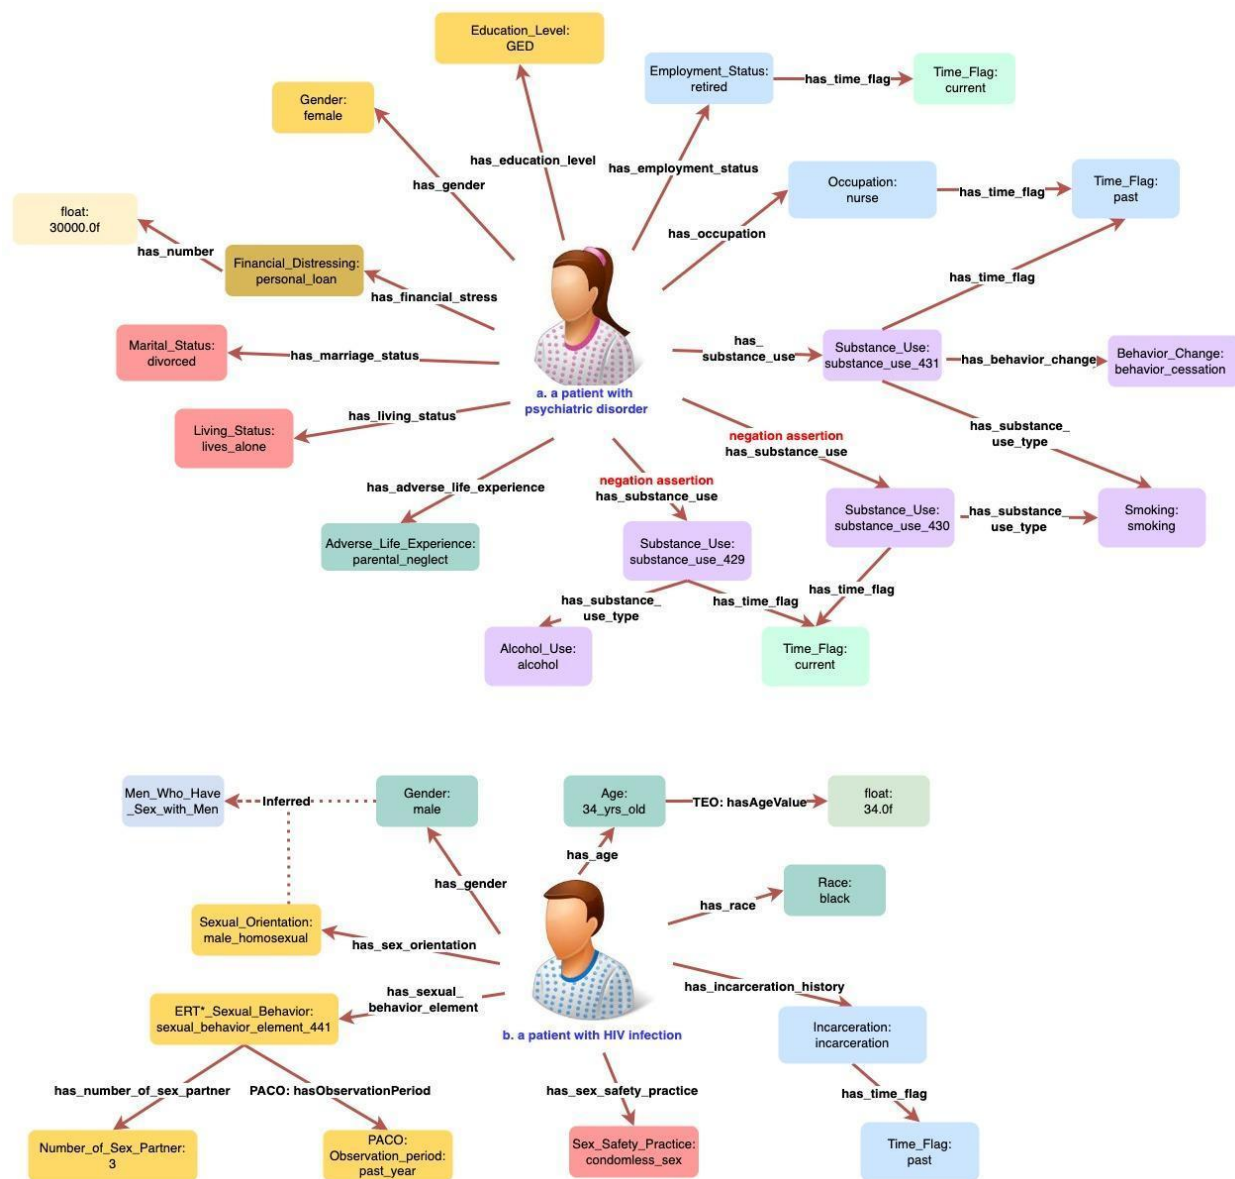 Education_Level:
GED
Employment_Status:
retired
has_time_flag
Time_Flag:
current
Gender:
female
has_education_level
has_employment_status
has_gender
Occupation:
nurse
has_time_flag
Time_Flag:
past
float:
30000.0f
has_number
has_occupation
Financial_Distressing:
personal_loan
has_financial_stress
has_time_flag
Marital_Status:
divorced
has_marriage_status
has_
substance_use
Substance_Use:
substance_use_431
has_behavior_change
Behavior_Change:
behavior_cessation
a. a patient with
psychiatric disorder
has_living_status
Living_Status:
lives_alone
negation assertion
has_substance_use
has_substance_
use_type
has_adverse_life_experience
negation assertion
has_substance_use
Adverse_Life_Experience:
parental_neglect
Substance_Use:
substance_use_429
Substance_Use:
substance_use_430
has_substance_
use_type
Smoking:
smoking
has_substance_
use_type
has_time_flag
has_time_flag
Alcohol_Use:
alcohol
Time_Flag:
current
Men_Who_Have
_Sex_with_Men
Inferred
Gender:
male
Age:
34_yrs_old
TEO: hasAgeValue
float:
34.0f
has_age
has_gender
has_race
Race:
black
Sexual_Orientation:
male_homosexual
has_sex_orientation
has_sexual_
behavior_element
has_incarceration_history
ERT*_Sexual_Behavior:
sexual_behavior_element_441
b. a patient with HIV infection
Incarceration:
incarceration
has_number_of_sex_partner
PACO: hasObservationPeriod
has_sex_safety_practice
has_time_flag
Number_of_Sex_Partner:
3
PACO:
Observation_period:
past_year
Sex_Safety_Practice:
condomless_sex
Time_Flag:
past